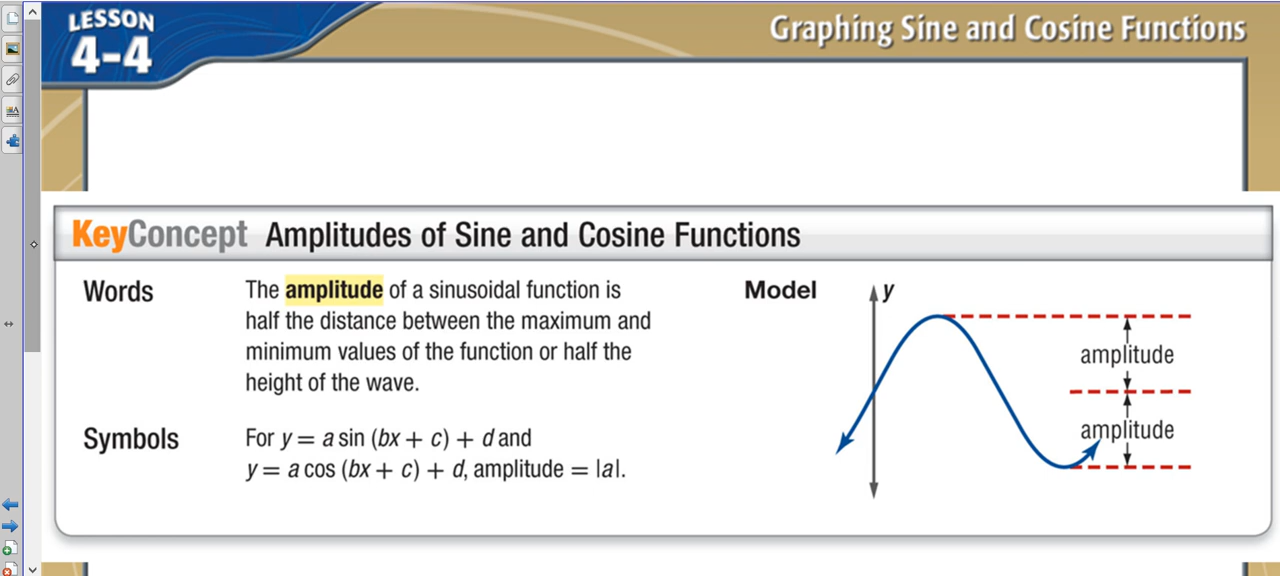 LESSON
4-4
Graphing Sine and Cosine Functions
KeyConcept Amplitudes of Sine and Cosine Functions
Words
The amplitude of a sinusoidal function is
half the distance between the maximum and
minimum values of the function or half the
height of the wave.
Symbols
For y = a sin (bx + c) + d and
y = a cos (bx + c) + d, amplitude = |a|.
Model
y
amplitude
amplitude